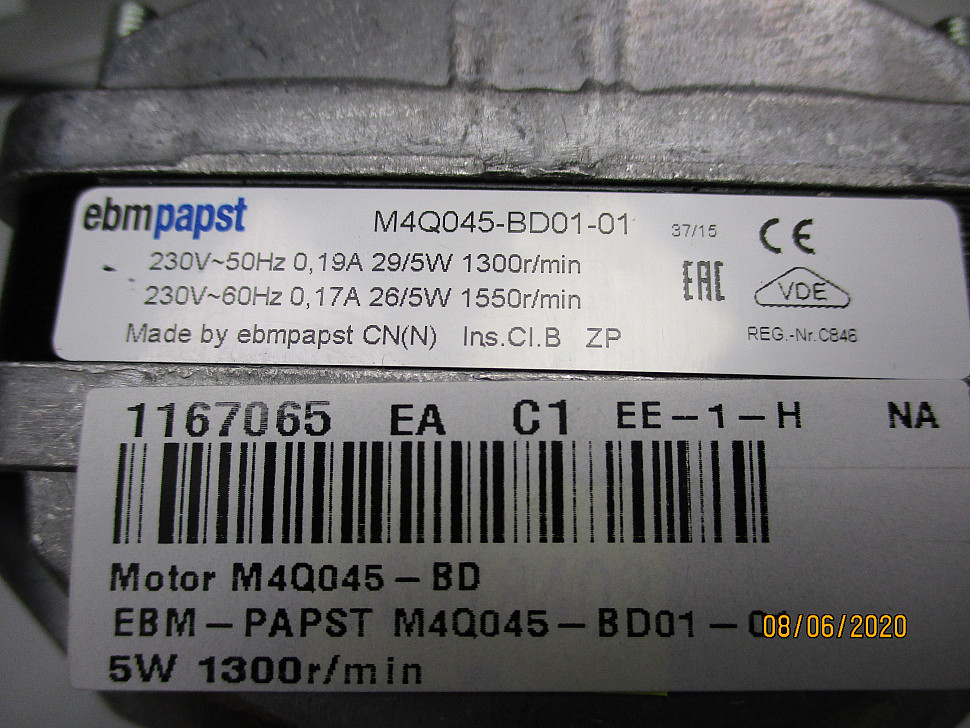 ebmpapst M4Q045-BD01-01 37/15 CE
230V~50Hz 0,19A 29/5W 1300r/min
230V~60Hz 0,17A 26/5W 1550r/min
EAC VDE
Made by ebmpapst CN(N) Ins.Cl.B ZP REG.-Nr.C846
1167065 EA C1 EE-1-H NA
Motor M4Q045-BD
EBM-PAPST M4Q045-BD01-01
08/06/2020
5W 1300r/min